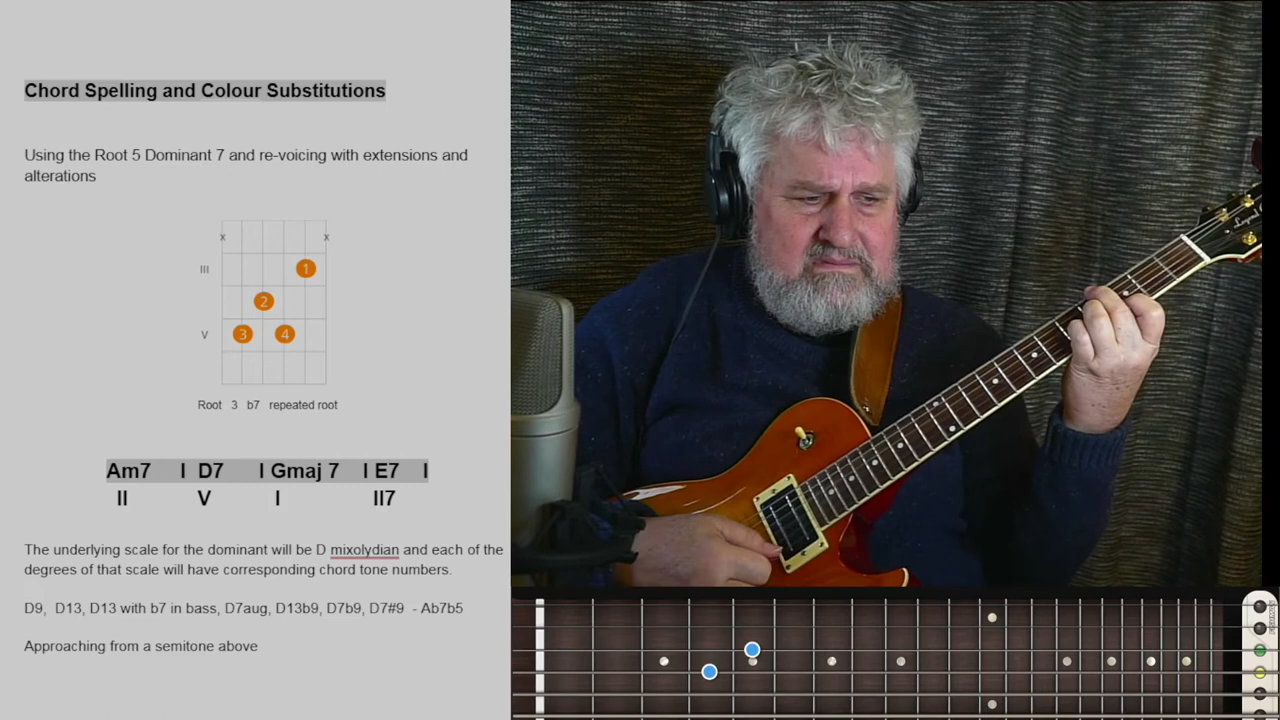 Chord Spelling and Colour Substitutions
Using the Root 5 Dominant 7 and re-voicing with extensions and
alterations
x x
III 1
2
V 3 4
Root 3 b7 repeated root
Am7 I D7 I Gmaj 7 I E7 I
II V I II7
The underlying scale for the dominant will be D mixolydian and each of the
degrees of that scale will have corresponding chord tone numbers.
D9, D13, D13 with b7 in bass, D7aug, D13b9, D7b9, D7#9 - Ab7b5
Approaching from a semitone above
Legend